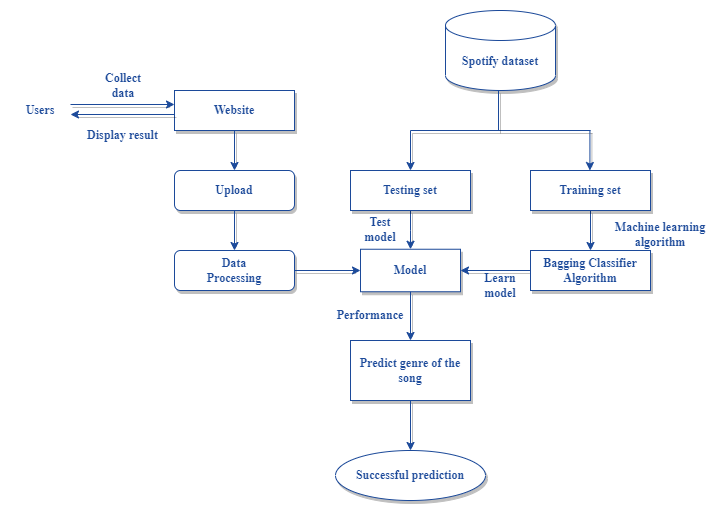 Spotify dataset
Collect
data
Users
Website
Display result
Upload
Testing set
Training set
Test
model
Machine learning
algorithm
Data
Processing
Model
Bagging Classifier
Algorithm
Learn
model
Performance
Predict genre of the
song
Successful prediction